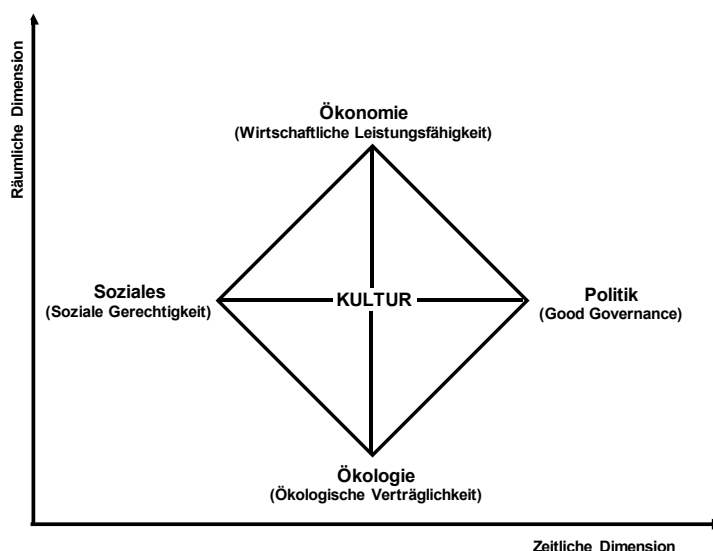 Räumliche Dimension
Ökonomie
(Wirtschaftliche Leistungsfähigkeit)
Soziales
(Soziale Gerechtigkeit)
KULTUR
Politik
(Good Governance)
Ökologie
(Ökologische Verträglichkeit)
Zeitliche Dimension